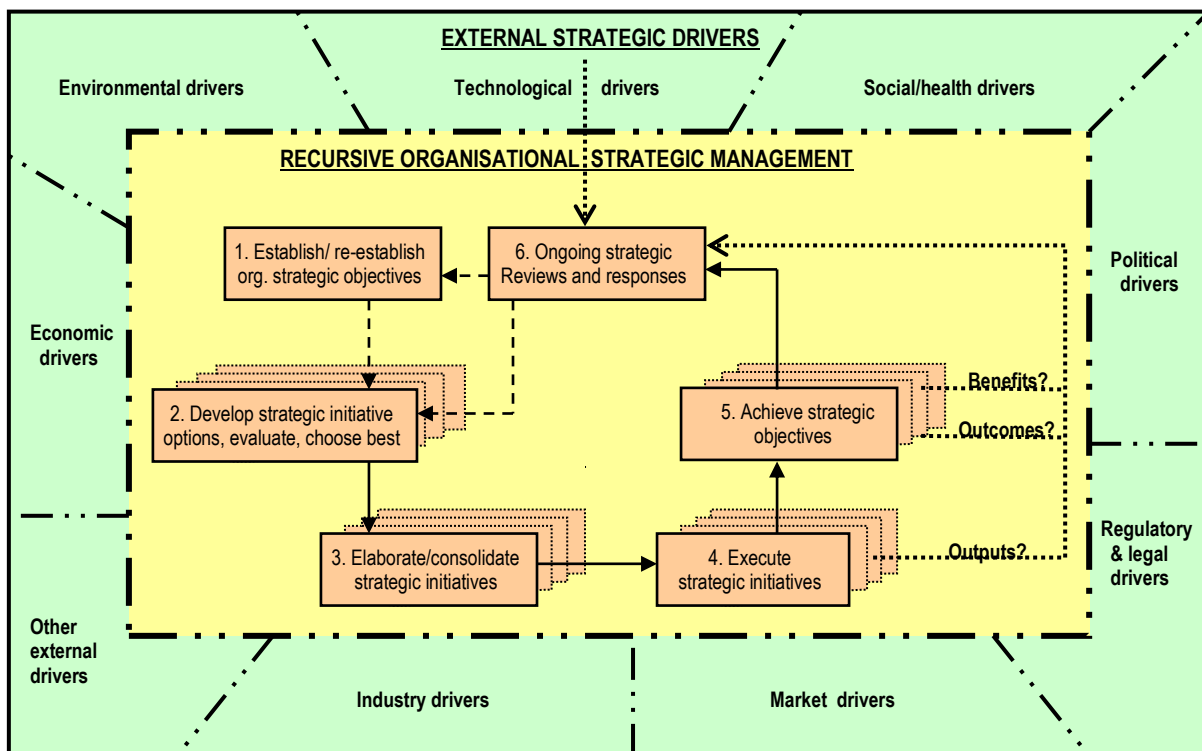 EXTERNAL STRATEGIC DRIVERS
Environmental drivers
Technological drivers
Social/health drivers
RECURSIVE ORGANISATIONAL STRATEGIC MANAGEMENT
1. Establish/ re-establish
org. strategic objectives
6. Ongoing strategic
Reviews and responses
Political
drivers
Economic
drivers
2. Develop strategic initiative
options, evaluate, choose best
5. Achieve strategic
objectives
Benefits?
Outcomes?
3. Elaborate/consolidate
strategic initiatives
4. Execute
strategic initiatives
Outputs?
Regulatory
& legal
drivers
Other
external
drivers
Industry drivers
Market drivers